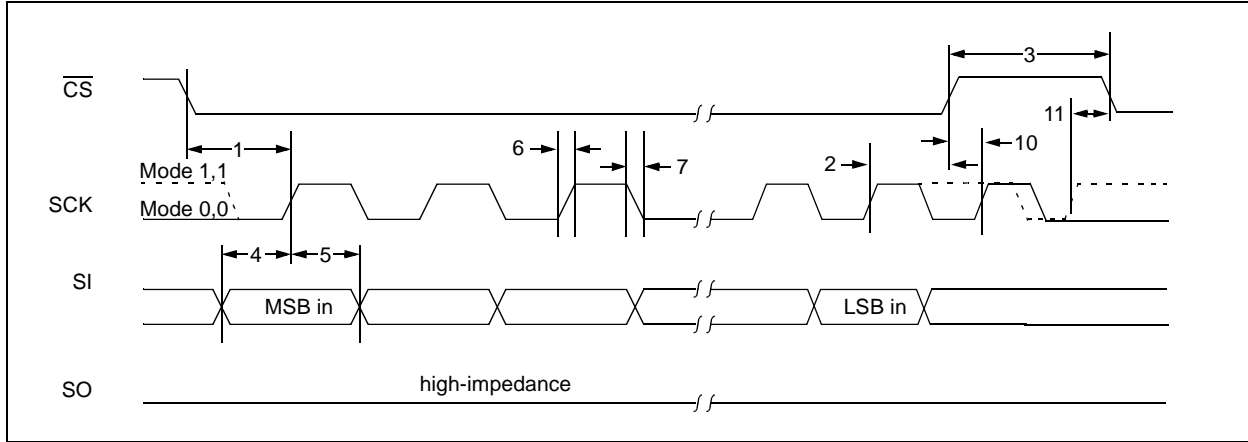 3
CS
11
1
6
10
Mode 1,1
2
7
SCK
Mode 0,0
4
5
SI
MSB in
LSB in
high-impedance
SO